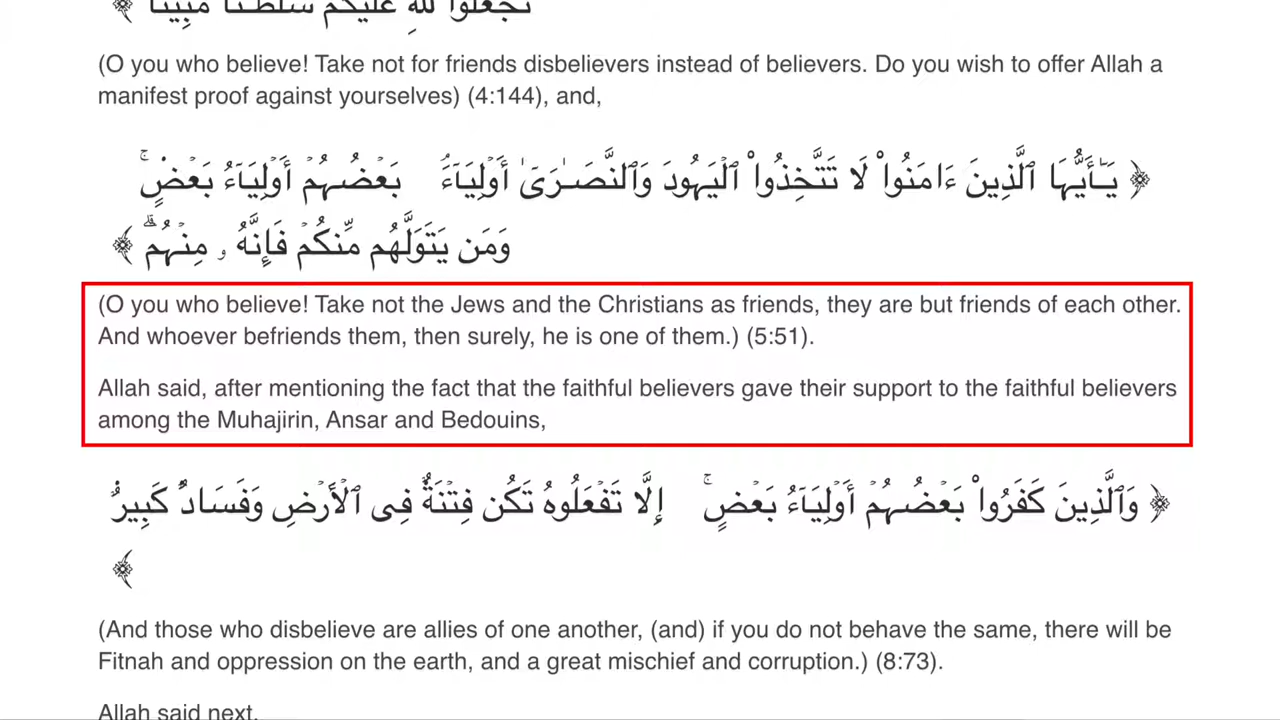 تَجْعَلُوا۟ لِلَّهِ عَلَيْكُمْ سُلْطَـٰنًا مُّبِينًا ﴾
(O you who believe! Take not for friends disbelievers instead of believers. Do you wish to offer Allah a
manifest proof against yourselves) (4:144), and,
﴿ يَـٰٓأَيُّهَا ٱلَّذِينَ ءَامَنُوا۟ لَا تَتَّخِذُوا۟ ٱلْيَهُودَ وَٱلنَّصَـٰرَىٰٓ أَوْلِيَآءَ ۘ بَعْضُهُمْ أَوْلِيَآءُ بَعْضٍ ۚ
وَمَن يَتَوَلَّهُم مِّنكُمْ فَإِنَّهُۥ مِنْهُمْ ۗ ﴾
(O you who believe! Take not the Jews and the Christians as friends, they are but friends of each other.
And whoever befriends them, then surely, he is one of them.) (5:51).
Allah said, after mentioning the fact that the faithful believers gave their support to the faithful believers
among the Muhajirin, Ansar and Bedouins,
﴿ وَٱلَّذِينَ كَفَرُوا۟ بَعْضُهُمْ أَوْلِيَآءُ بَعْضٍ ۚ إِلَّا تَفْعَلُوهُ تَكُن فِتْنَةٌ فِى ٱلْأَرْضِ وَفَسَادٌ كَبِيرٌ
﴾
(And those who disbelieve are allies of one another, (and) if you do not behave the same, there will be
Fitnah and oppression on the earth, and a great mischief and corruption.) (8:73).
Allah said next,